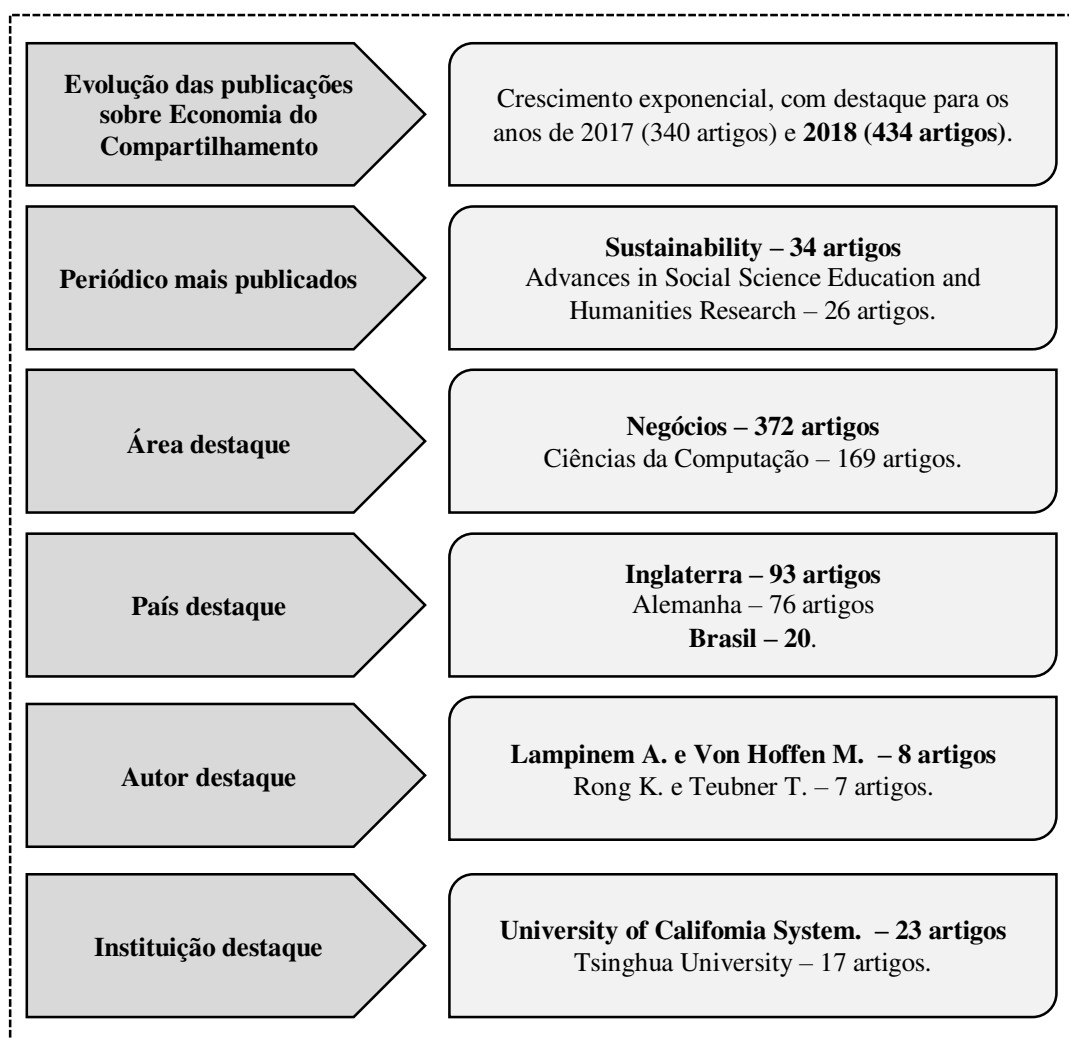 Evolução das publicações
sobre Economia do
Compartilhamento
Crescimento exponencial, com destaque para os
anos de 2017 (340 artigos) e 2018 (434 artigos).
Periódico mais publicados
Sustainability – 34 artigos
Advances in Social Science Education and
Humanities Research – 26 artigos.
Área destaque
Negócios – 372 artigos
Ciências da Computação – 169 artigos.
País destaque
Inglaterra – 93 artigos
Alemanha – 76 artigos
Brasil – 20.
Autor destaque
Lampinem A. e Von Hoffen M. – 8 artigos
Rong K. e Teubner T. – 7 artigos.
Instituição destaque
University of Califomia System. – 23 artigos
Tsinghua University – 17 artigos.